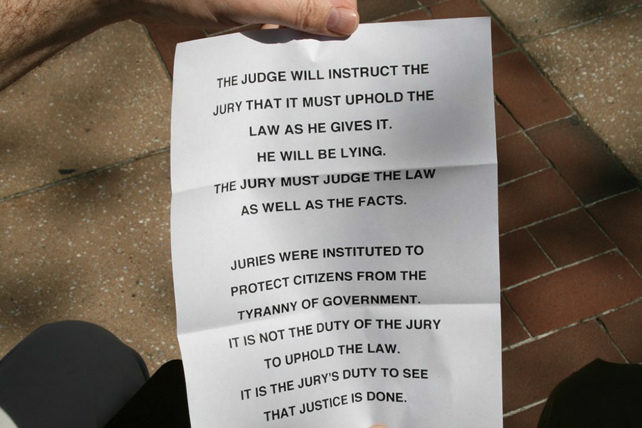 THE JUDGE WILL INSTRUCT THE
JURY THAT IT MUST UPHOLD THE
LAW AS HE GIVES IT.
HE WILL BE LYING.
THE JURY MUST JUDGE THE LAW
AS WELL AS THE FACTS.
JURIES WERE INSTITUTED TO
PROTECT CITIZENS FROM THE
TYRANNY OF GOVERNMENT.
IT IS NOT THE DUTY OF THE JURY
TO UPHOLD THE LAW.
IT IS THE JURY'S DUTY TO SEE
THAT JUSTICE IS DONE.